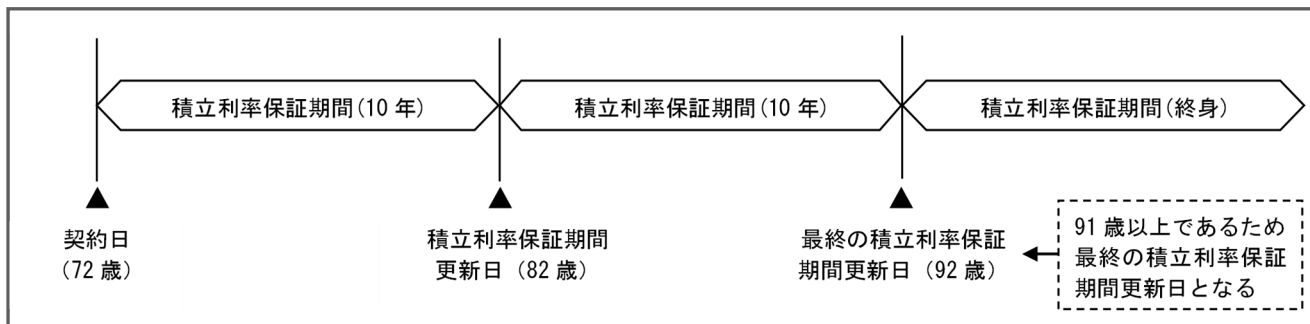 積立利率保証期間(10年)
積立利率保証期間(10年)
積立利率保証期間(終身)
契約日
(72歳)
積立利率保証期間
更新日(82歳)
最終の積立利率保証
期間更新日(92歳)
91歳以上であるため
最終の積立利率保証
期間更新日となる